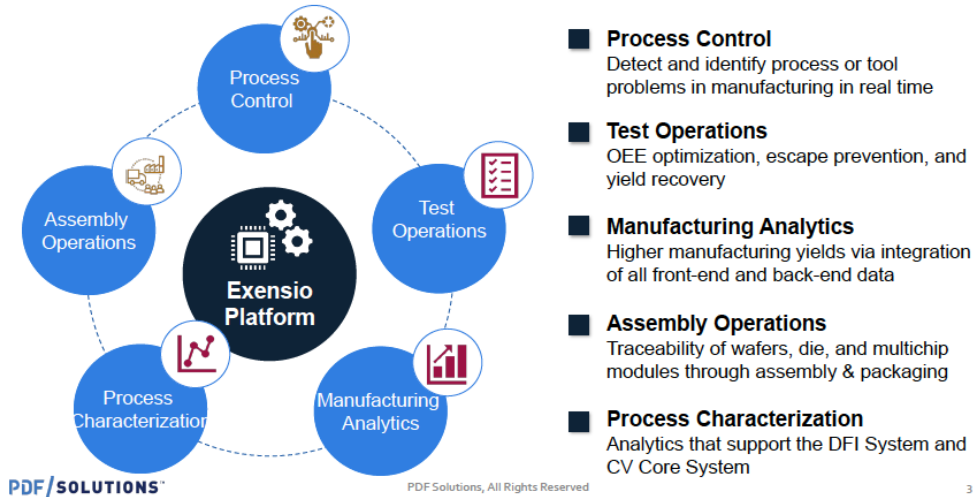 Process
Control
Test
Operations
Manufacturing
Analytics
Process
Characterization
Assembly
Operations
Exensio
Platform
Process Control
Detect and identify process or tool
problems in manufacturing in real time
Test Operations
OEE optimization, escape prevention, and
yield recovery
Manufacturing Analytics
Higher manufacturing yields via integration
of all front-end and back-end data
Assembly Operations
Traceability of wafers, die, and multichip
modules through assembly & packaging
Process Characterization
Analytics that support the DFI System and
CV Core System
PDF/SOLUTIONS™
PDF Solutions, All Rights Reserved
3